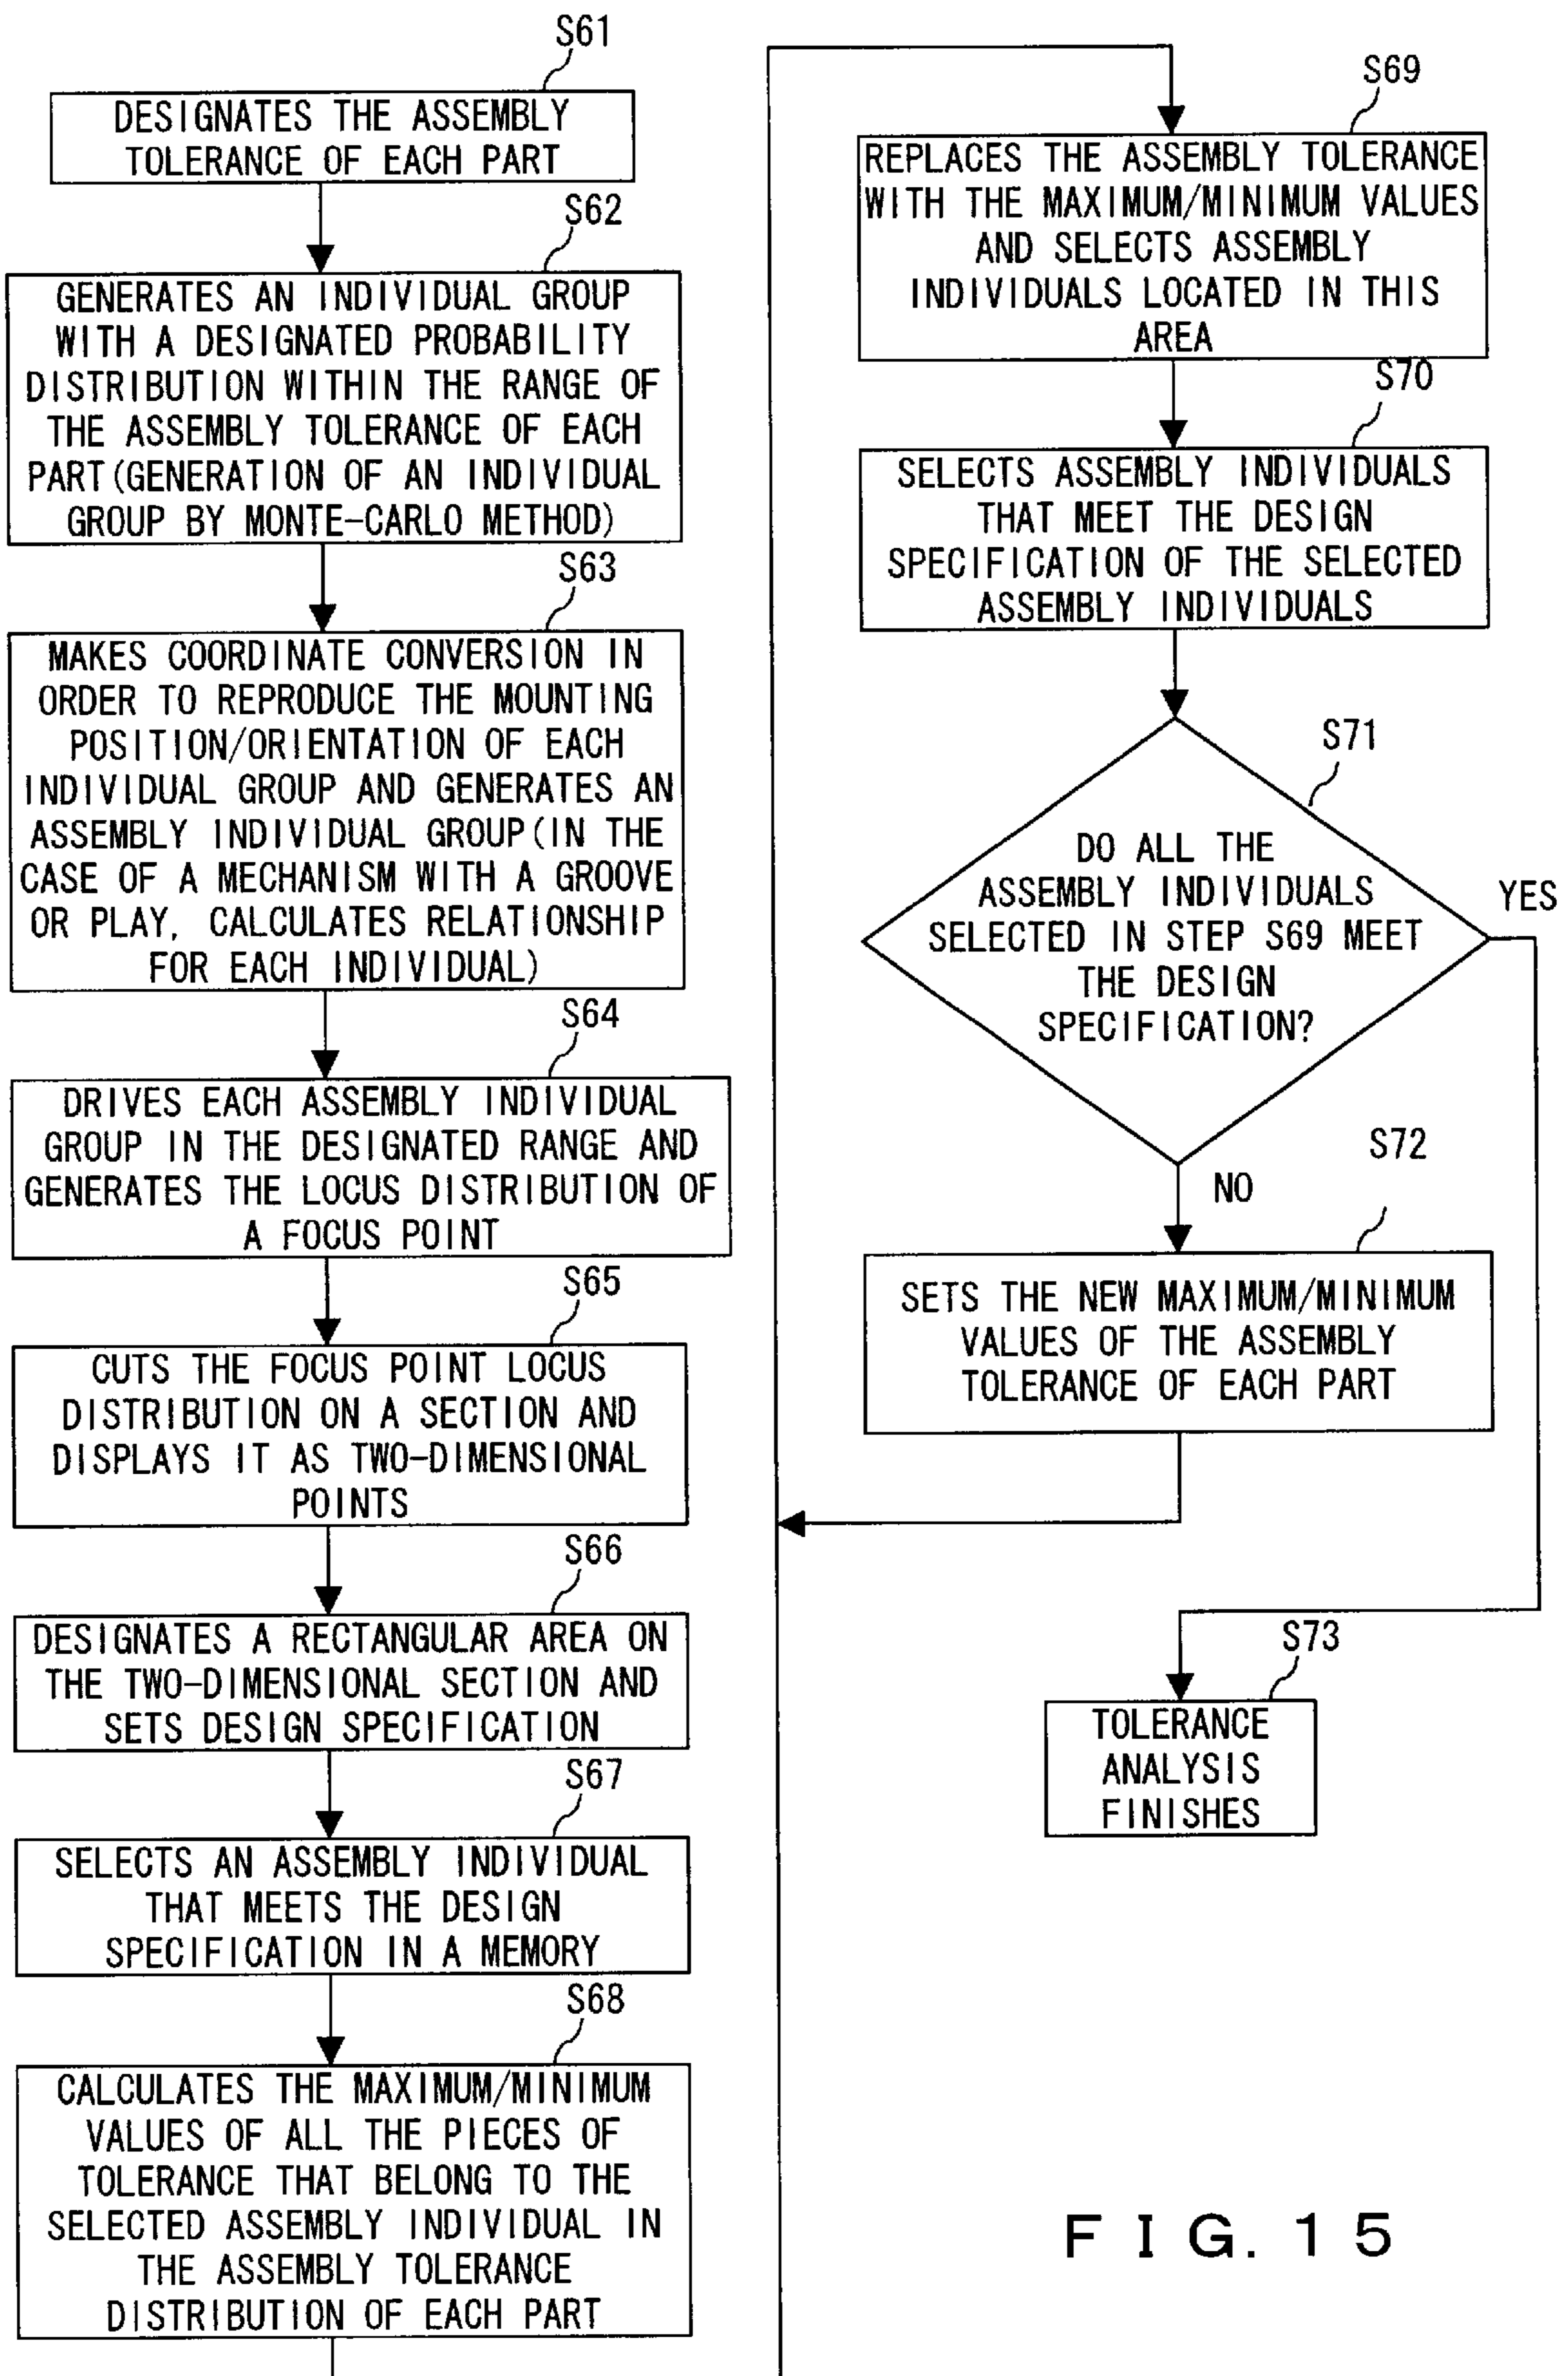 S61
DESIGNATES THE ASSEMBLY
TOLERANCE OF EACH PART
S62
GENERATES AN INDIVIDUAL GROUP
WITH A DESIGNATED PROBABILITY
DISTRIBUTION WITHIN THE RANGE OF
THE ASSEMBLY TOLERANCE OF EACH
PART(GENERATION OF AN INDIVIDUAL
GROUP BY MONTE-CARLO METHOD)
S63
MAKES COORDINATE CONVERSION IN
ORDER TO REPRODUCE THE MOUNTING
POSITION/ORIENTATION OF EACH
INDIVIDUAL GROUP AND GENERATES AN
ASSEMBLY INDIVIDUAL GROUP(IN THE
CASE OF A MECHANISM WITH A GROOVE
OR PLAY, CALCULATES RELATIONSHIP
FOR EACH INDIVIDUAL)
S64
DRIVES EACH ASSEMBLY INDIVIDUAL
GROUP IN THE DESIGNATED RANGE AND
GENERATES THE LOCUS DISTRIBUTION OF
A FOCUS POINT
S65
CUTS THE FOCUS POINT LOCUS
DISTRIBUTION ON A SECTION AND
DISPLAYS IT AS TWO-DIMENSIONAL
POINTS
S66
DESIGNATES A RECTANGULAR AREA ON
THE TWO-DIMENSIONAL SECTION AND
SETS DESIGN SPECIFICATION
S67
SELECTS AN ASSEMBLY INDIVIDUAL
THAT MEETS THE DESIGN
SPECIFICATION IN A MEMORY
S68
CALCULATES THE MAXIMUM/MINIMUM
VALUES OF ALL THE PIECES OF
TOLERANCE THAT BELONG TO THE
SELECTED ASSEMBLY INDIVIDUAL IN
THE ASSEMBLY TOLERANCE
DISTRIBUTION OF EACH PART
S69
REPLACES THE ASSEMBLY TOLERANCE
WITH THE MAXIMUM/MINIMUM VALUES
AND SELECTS ASSEMBLY
INDIVIDUALS LOCATED IN THIS
AREA
S70
SELECTS ASSEMBLY INDIVIDUALS
THAT MEET THE DESIGN
SPECIFICATION OF THE SELECTED
ASSEMBLY INDIVIDUALS
S71
DO ALL THE
ASSEMBLY INDIVIDUALS
SELECTED IN STEP S69 MEET
THE DESIGN
SPECIFICATION?
YES
NO
S72
SETS THE NEW MAXIMUM/MINIMUM
VALUES OF THE ASSEMBLY
TOLERANCE OF EACH PART
S73
TOLERANCE
ANALYSIS
FINISHES
FIG. 15